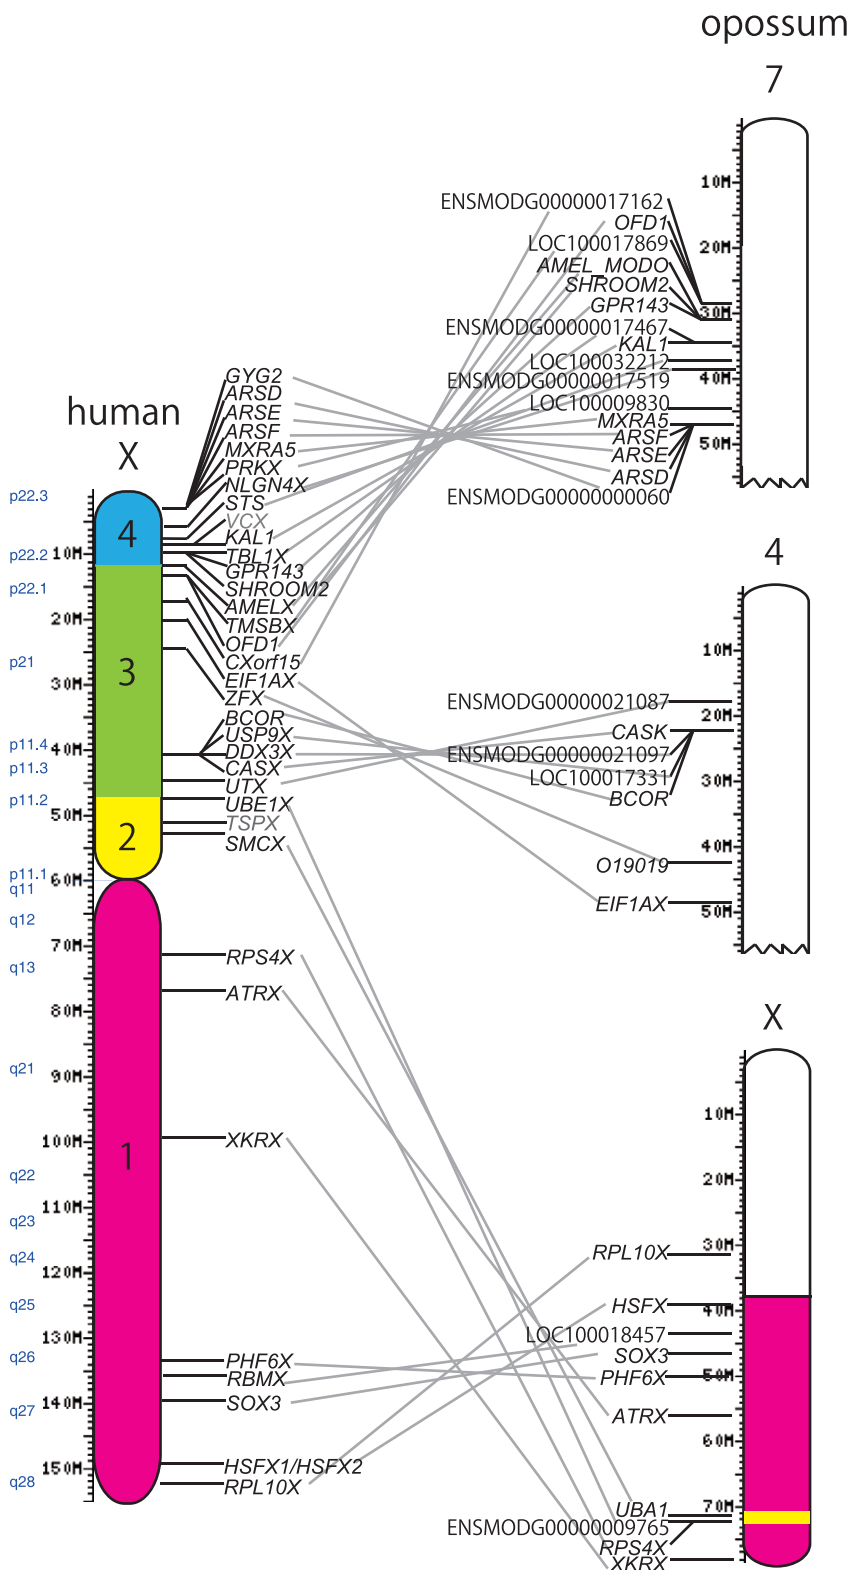 opossum
7
10M
20M
30M
40M
50M
ENSMODG00000017162
OFD1
LOC100017869
AMEL_MODO
SHROOM2
GPR143
ENSMODG00000017467
KAL1
LOC100032212
ENSMODG00000017519
LOC100009830
MXRA5
ARSF
ARSE
ARSD
ENSMODG00000000060
human
X
p22.3
p22.2
p22.1
p21
p11.4
p11.3
p11.2
p11.1
q11
q12
q13
q21
q22
q23
q24
q25
q26
q27
q28
10M
20M
30M
40M
50M
60M
70M
80M
90M
100M
110M
120M
130M
140M
150M
4
3
2
1
GYG2
ARSD
ARSE
ARSF
MXRA5
PRKX
NLGN4X
STS
VCX
KAL1
TBL1X
GPR143
SHROOM2
AMELX
TMSBX
OFD1
CXorf15
EIF1AX
ZFX
BCOR
USP9X
DDX3X
CASX
UTX
UBE1X
TSPX
SMCX
RPS4X
ATRX
XKRX
PHF6X
RBMX
SOX3
HSFX1/HSFX2
RPL10X
4
10M
20M
30M
40M
50M
ENSMODG00000021087
CASK
ENSMODG00000021097
LOC100017331
BCOR
O19019
EIF1AX
X
10M
20M
30M
40M
50M
60M
70M
RPL10X
HSFX
LOC100018457
SOX3
PHF6X
ATRX
UBA1
ENSMODG00000009765
RPS4X
XKRX